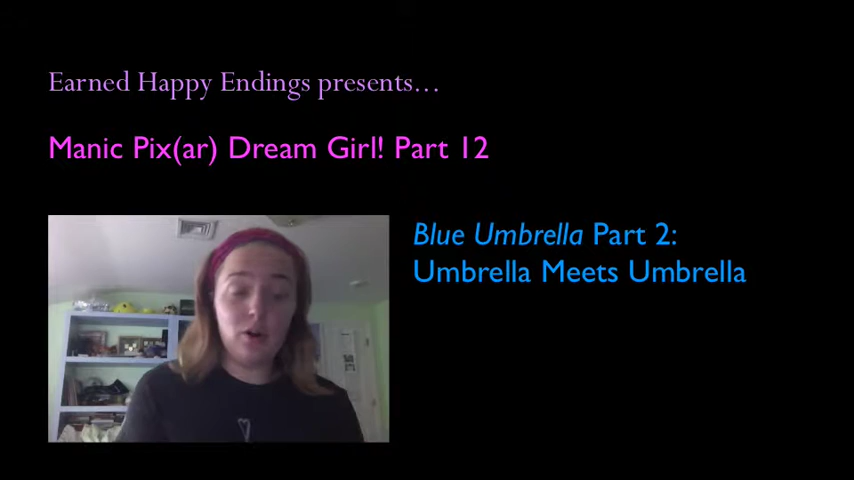 Earned Happy Endings presents…
Manic Pix(ar) Dream Girl! Part 12
Blue Umbrella Part 2:
Umbrella Meets Umbrella